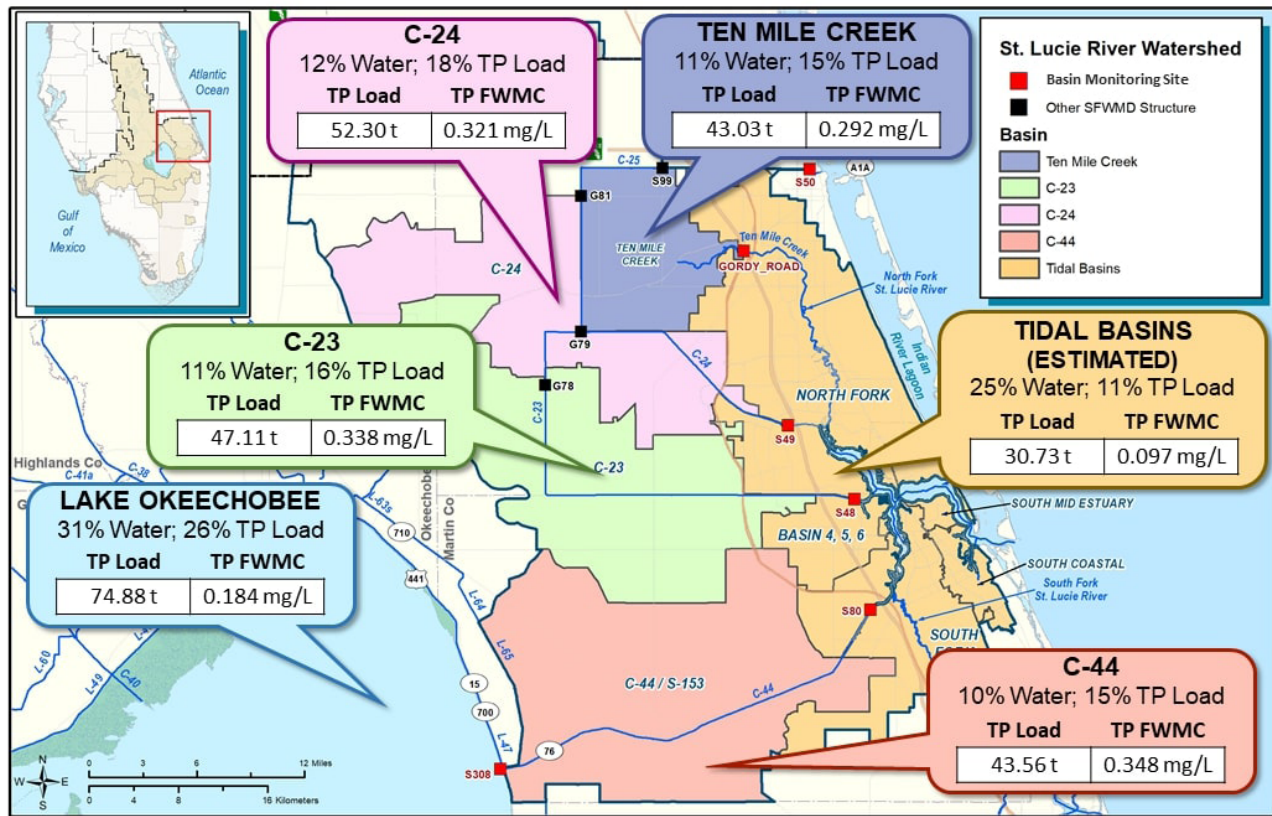 Atlantic
Ocean
Gulf
of
Mexico
C-24
12% Water; 18% TP Load
TP Load TP FWMC
52.30 t 0.321 mg/L
TEN MILE CREEK
11% Water; 15% TP Load
TP Load TP FWMC
43.03 t 0.292 mg/L
St. Lucie River Watershed
Basin Monitoring Site
Other SFWMD Structure
Basin
Ten Mile Creek
C-23
C-24
C-44
Tidal Basins
C-25
S99
S50
A1A
G81
TEN MILE
CREEK
Ten Mile Creek
GORDY_ROAD
C-24
North Fork
St. Lucie River
Indian
River Lagoon
C-23
11% Water; 16% TP Load
TP Load TP FWMC
47.11 t 0.338 mg/L
G79
G78
C-23
C-24
NORTH FORK
S49
TIDAL BASINS
(ESTIMATED)
25% Water; 11% TP Load
TP Load TP FWMC
30.73 t 0.097 mg/L
Highlands Co
C-41a
C-38
Okeechobe
Martin Co
L-63s
710
441
L-64
C-23
S48
BASIN 4, 5, 6
SOUTH MID ESTUARY
SOUTH COASTAL
South Fork
St. Lucie River
LAKE OKEECHOBEE
31% Water; 26% TP Load
TP Load TP FWMC
74.88 t 0.184 mg/L
L-60
L-49
C-40
L-65
15
700
L-47
S308
76
C-44 / S-153
C-44
S80
SOUTH
C-44
10% Water; 15% TP Load
TP Load TP FWMC
43.56 t 0.348 mg/L
N
W E
S
0 3 6 12 Miles
0 4 8 16 Kilometers